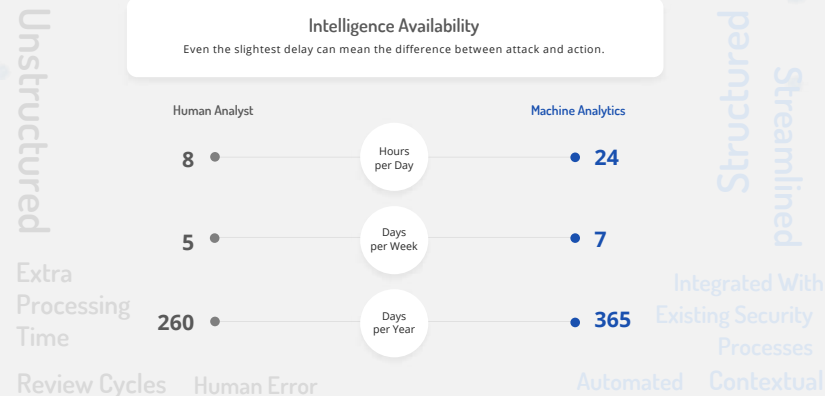 Intelligence Availability
Even the slightest delay can mean the difference between attack and action.
Human Analyst
Machine Analytics
8
Hours
per Day
24
5
Days
per Week
7
260
Days
per Year
365
Unstructured
Extra
Processing
Time
Review Cycles
Human Error
Structured
Streamlined
Integrated With
Existing Security
Processes
Automated
Contextual